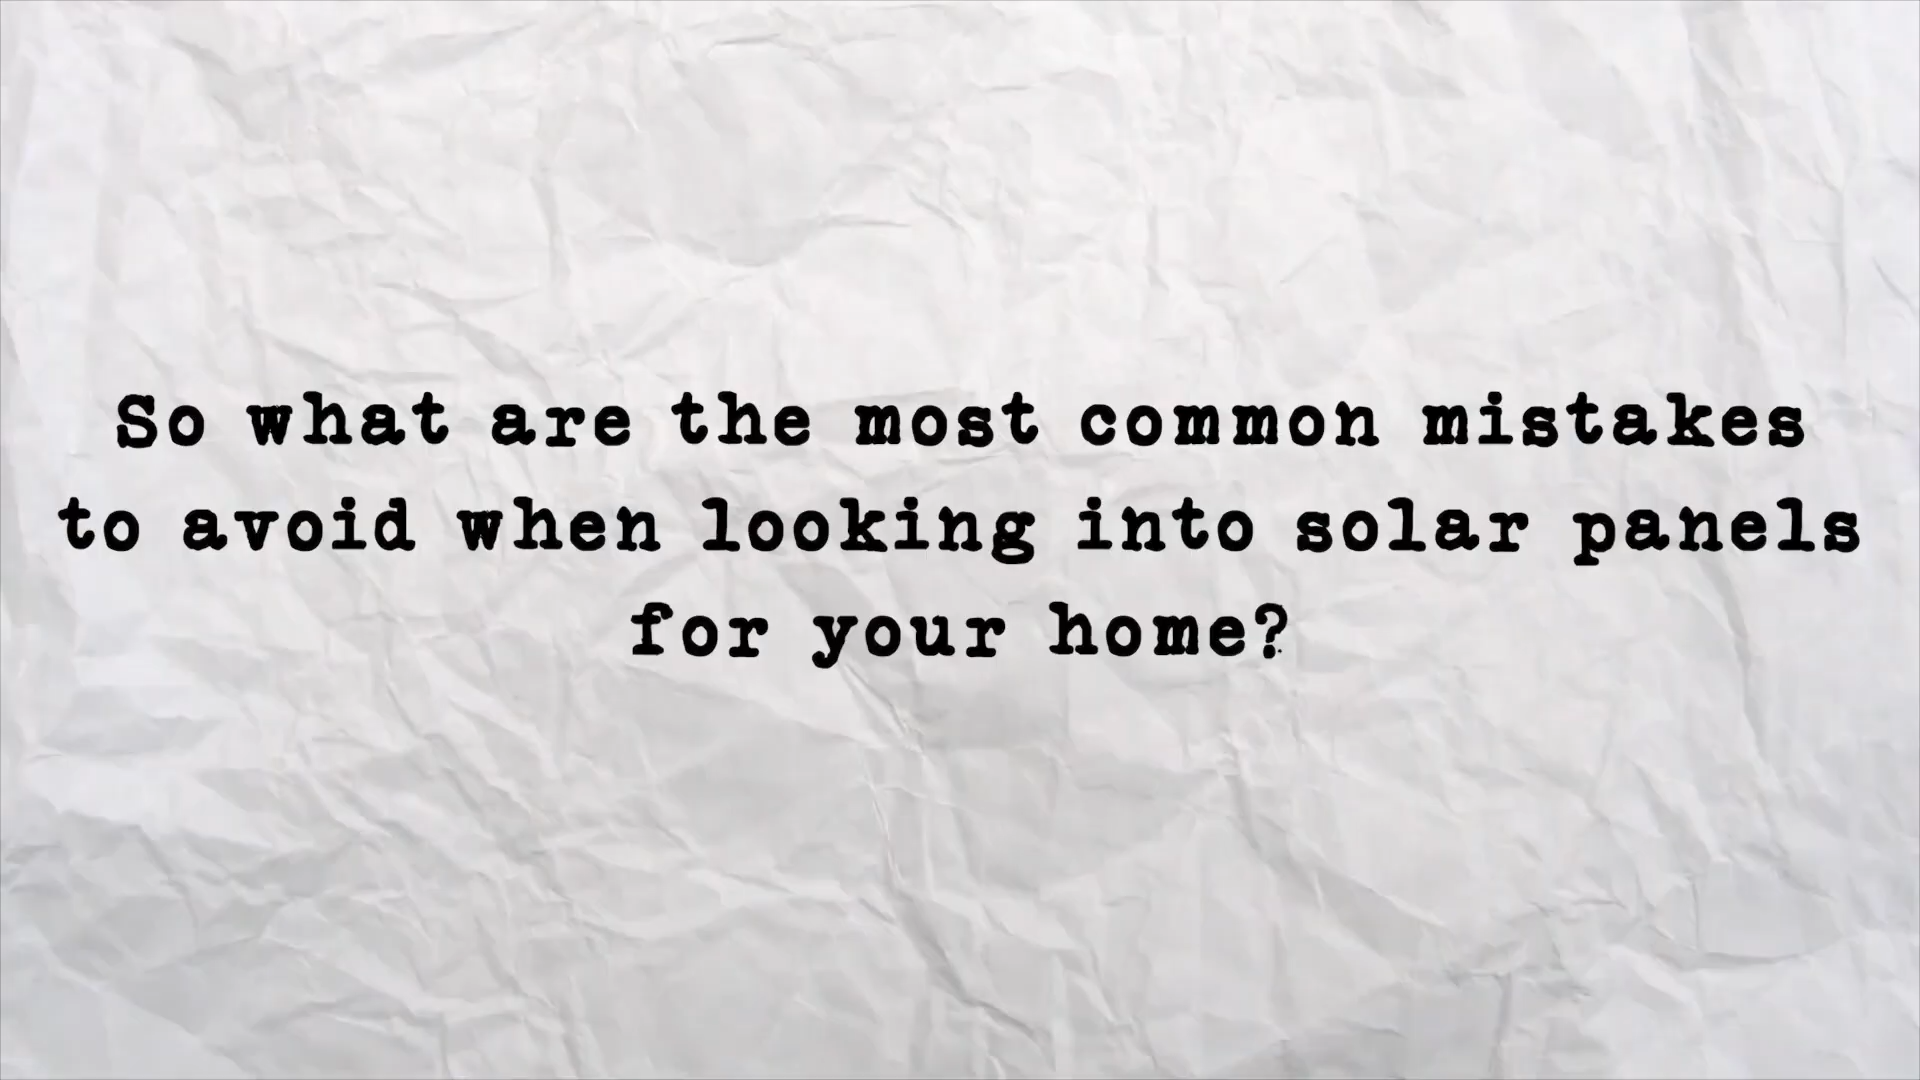 So what are the most common mistakes
to avoid when looking into solar panels
for your home?